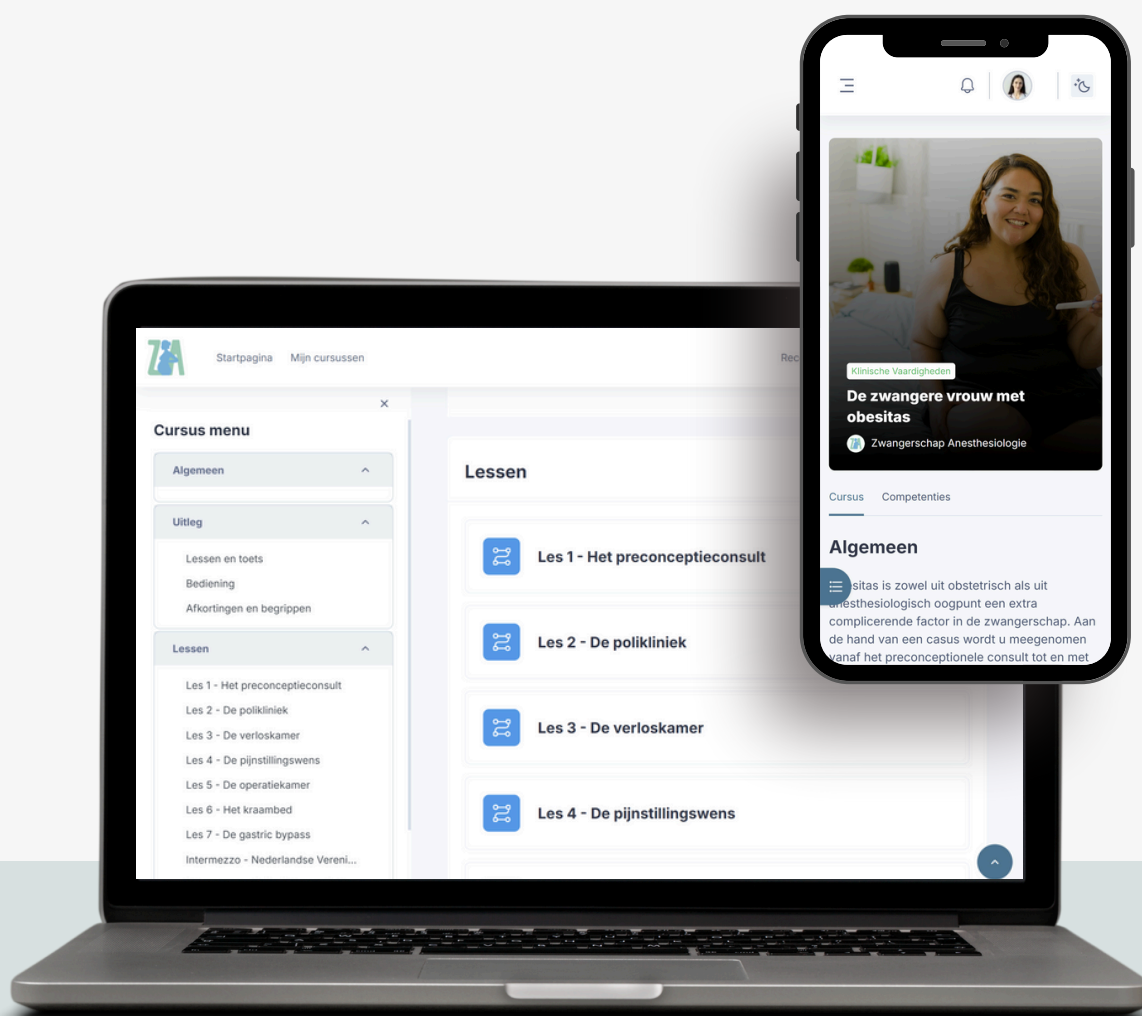 ZA
Startpagina Mijn cursussen
Cursus menu
Algemeen
Uitleg
Lessen en toets
Bediening
Afkortingen en begrippen
Lessen
Les 1 - Het preconceptieconsult
Les 2 - De polikliniek
Les 3 - De verloskamer
Les 4 - De pijnstillingswens
Les 5 - De operatiekamer
Les 6 - Het kraambed
Les 7 - De gastric bypass
Intermezzo - Nederlandse Vereni...
Lessen
Les 1 - Het preconceptieconsult
Les 2 - De polikliniek
Les 3 - De verloskamer
Les 4 - De pijnstillingswens
Klinische Vaardigheden
De zwangere vrouw met
obesitas
Zwangerschap Anesthesiologie
Cursus Competenties
Algemeen
sitas is zowel uit obstetrisch als uit
anesthesiologisch oogpunt een extra
complicerende factor in de zwangerschap. Aan
de hand van een casus wordt u meegenomen
vanaf het preconceptionele consult tot en met